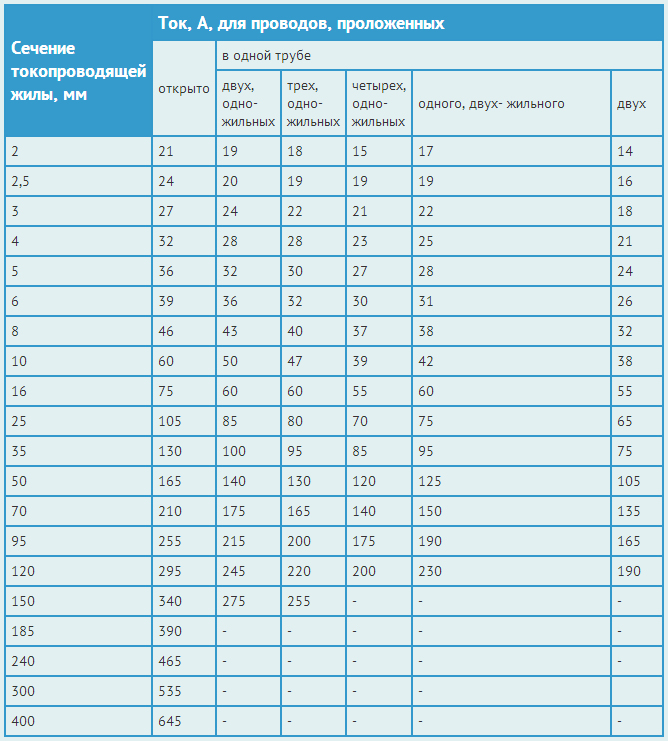 Сечение
токопроводящей
жилы, мм
Ток, А, для проводов, проложенных
открыто
в одной трубе
двух,
одно-
жильных
трех,
одно-
жильных
четырех,
одно-
жильных
одного, двух- жильного
двух
2 21 19 18 15 17 14
2,5 24 20 19 19 19 16
3 27 24 22 21 22 18
4 32 28 28 23 25 21
5 36 32 30 27 28 24
6 39 36 32 30 31 26
8 46 43 40 37 38 32
10 60 50 47 39 42 38
16 75 60 60 55 60 55
25 105 85 80 70 75 65
35 130 100 95 85 95 75
50 165 140 130 120 125 105
70 210 175 165 140 150 135
95 255 215 200 175 190 165
120 295 245 220 200 230 190
150 340 275 255 - - -
185 390 - - - - -
240 465 - - - - -
300 535 - - - - -
400 645 - - - - -